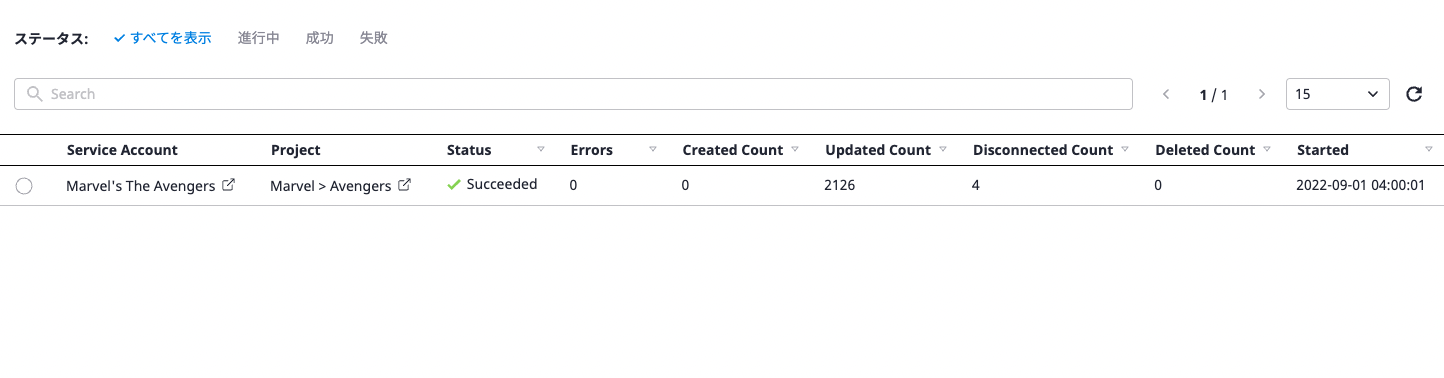 ステータス: すべてを表示 進行中 成功 失敗
Search 1 / 1 15
Service Account Project Status Errors Created Count Updated Count Disconnected Count Deleted Count Started
Marvel's The Avengers Marvel > Avengers Succeeded 0 0 2126 4 0 2022-09-01 04:00:01